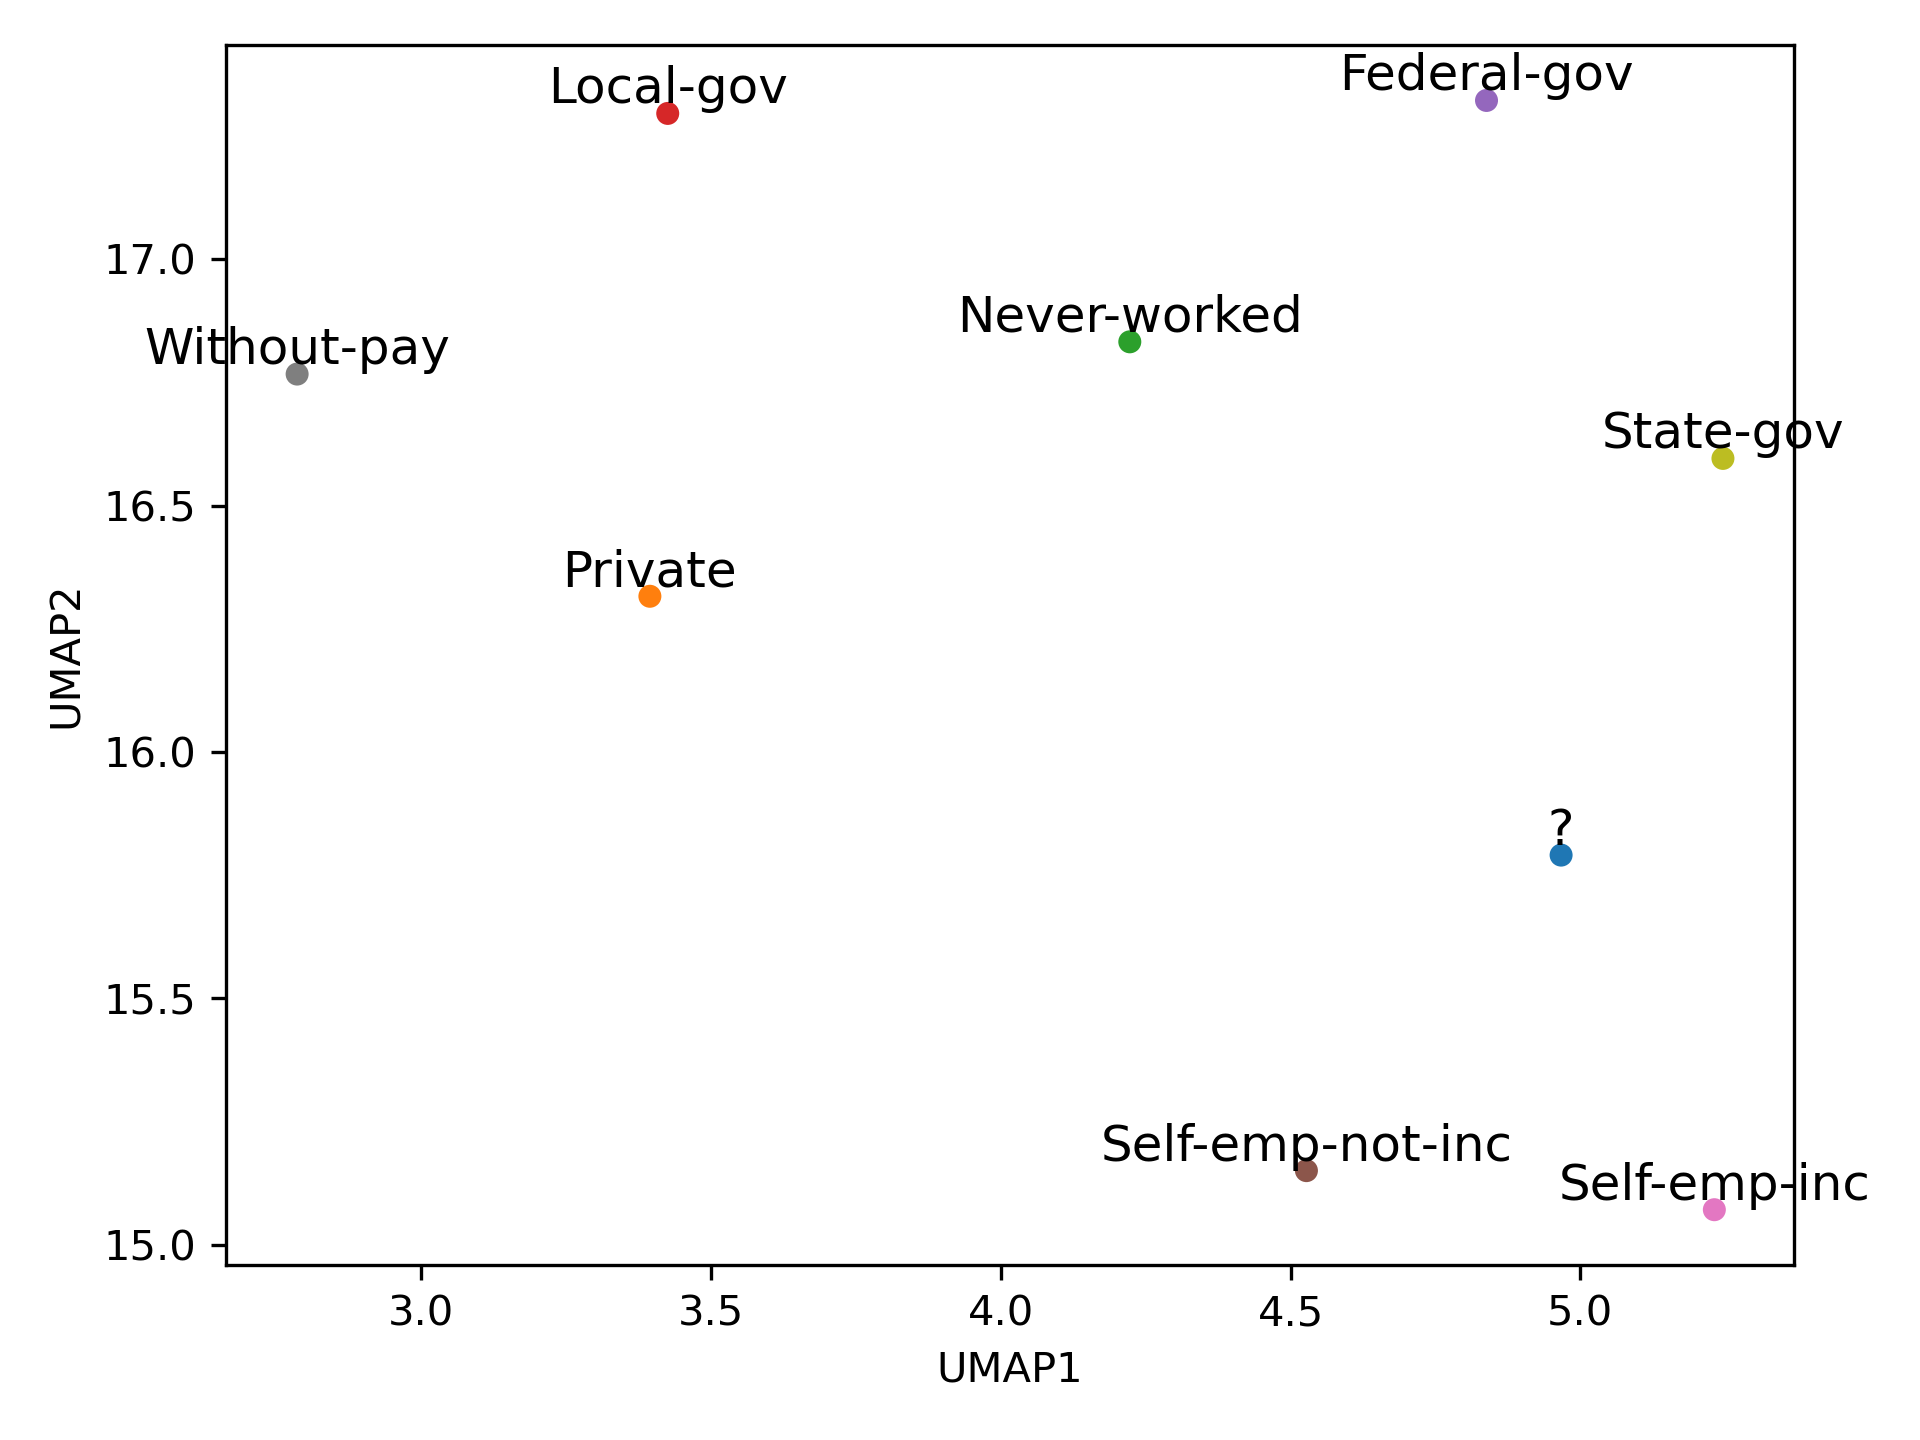 Local-gov
Federal-gov
17.0
Never-worked
Without-pay
State-gov
16.5
Private
UMAP2
16.0
?
15.5
Self-emp-not-inc
Self-emp-inc
15.0
3.0 3.5 4.0 4.5 5.0
UMAP1